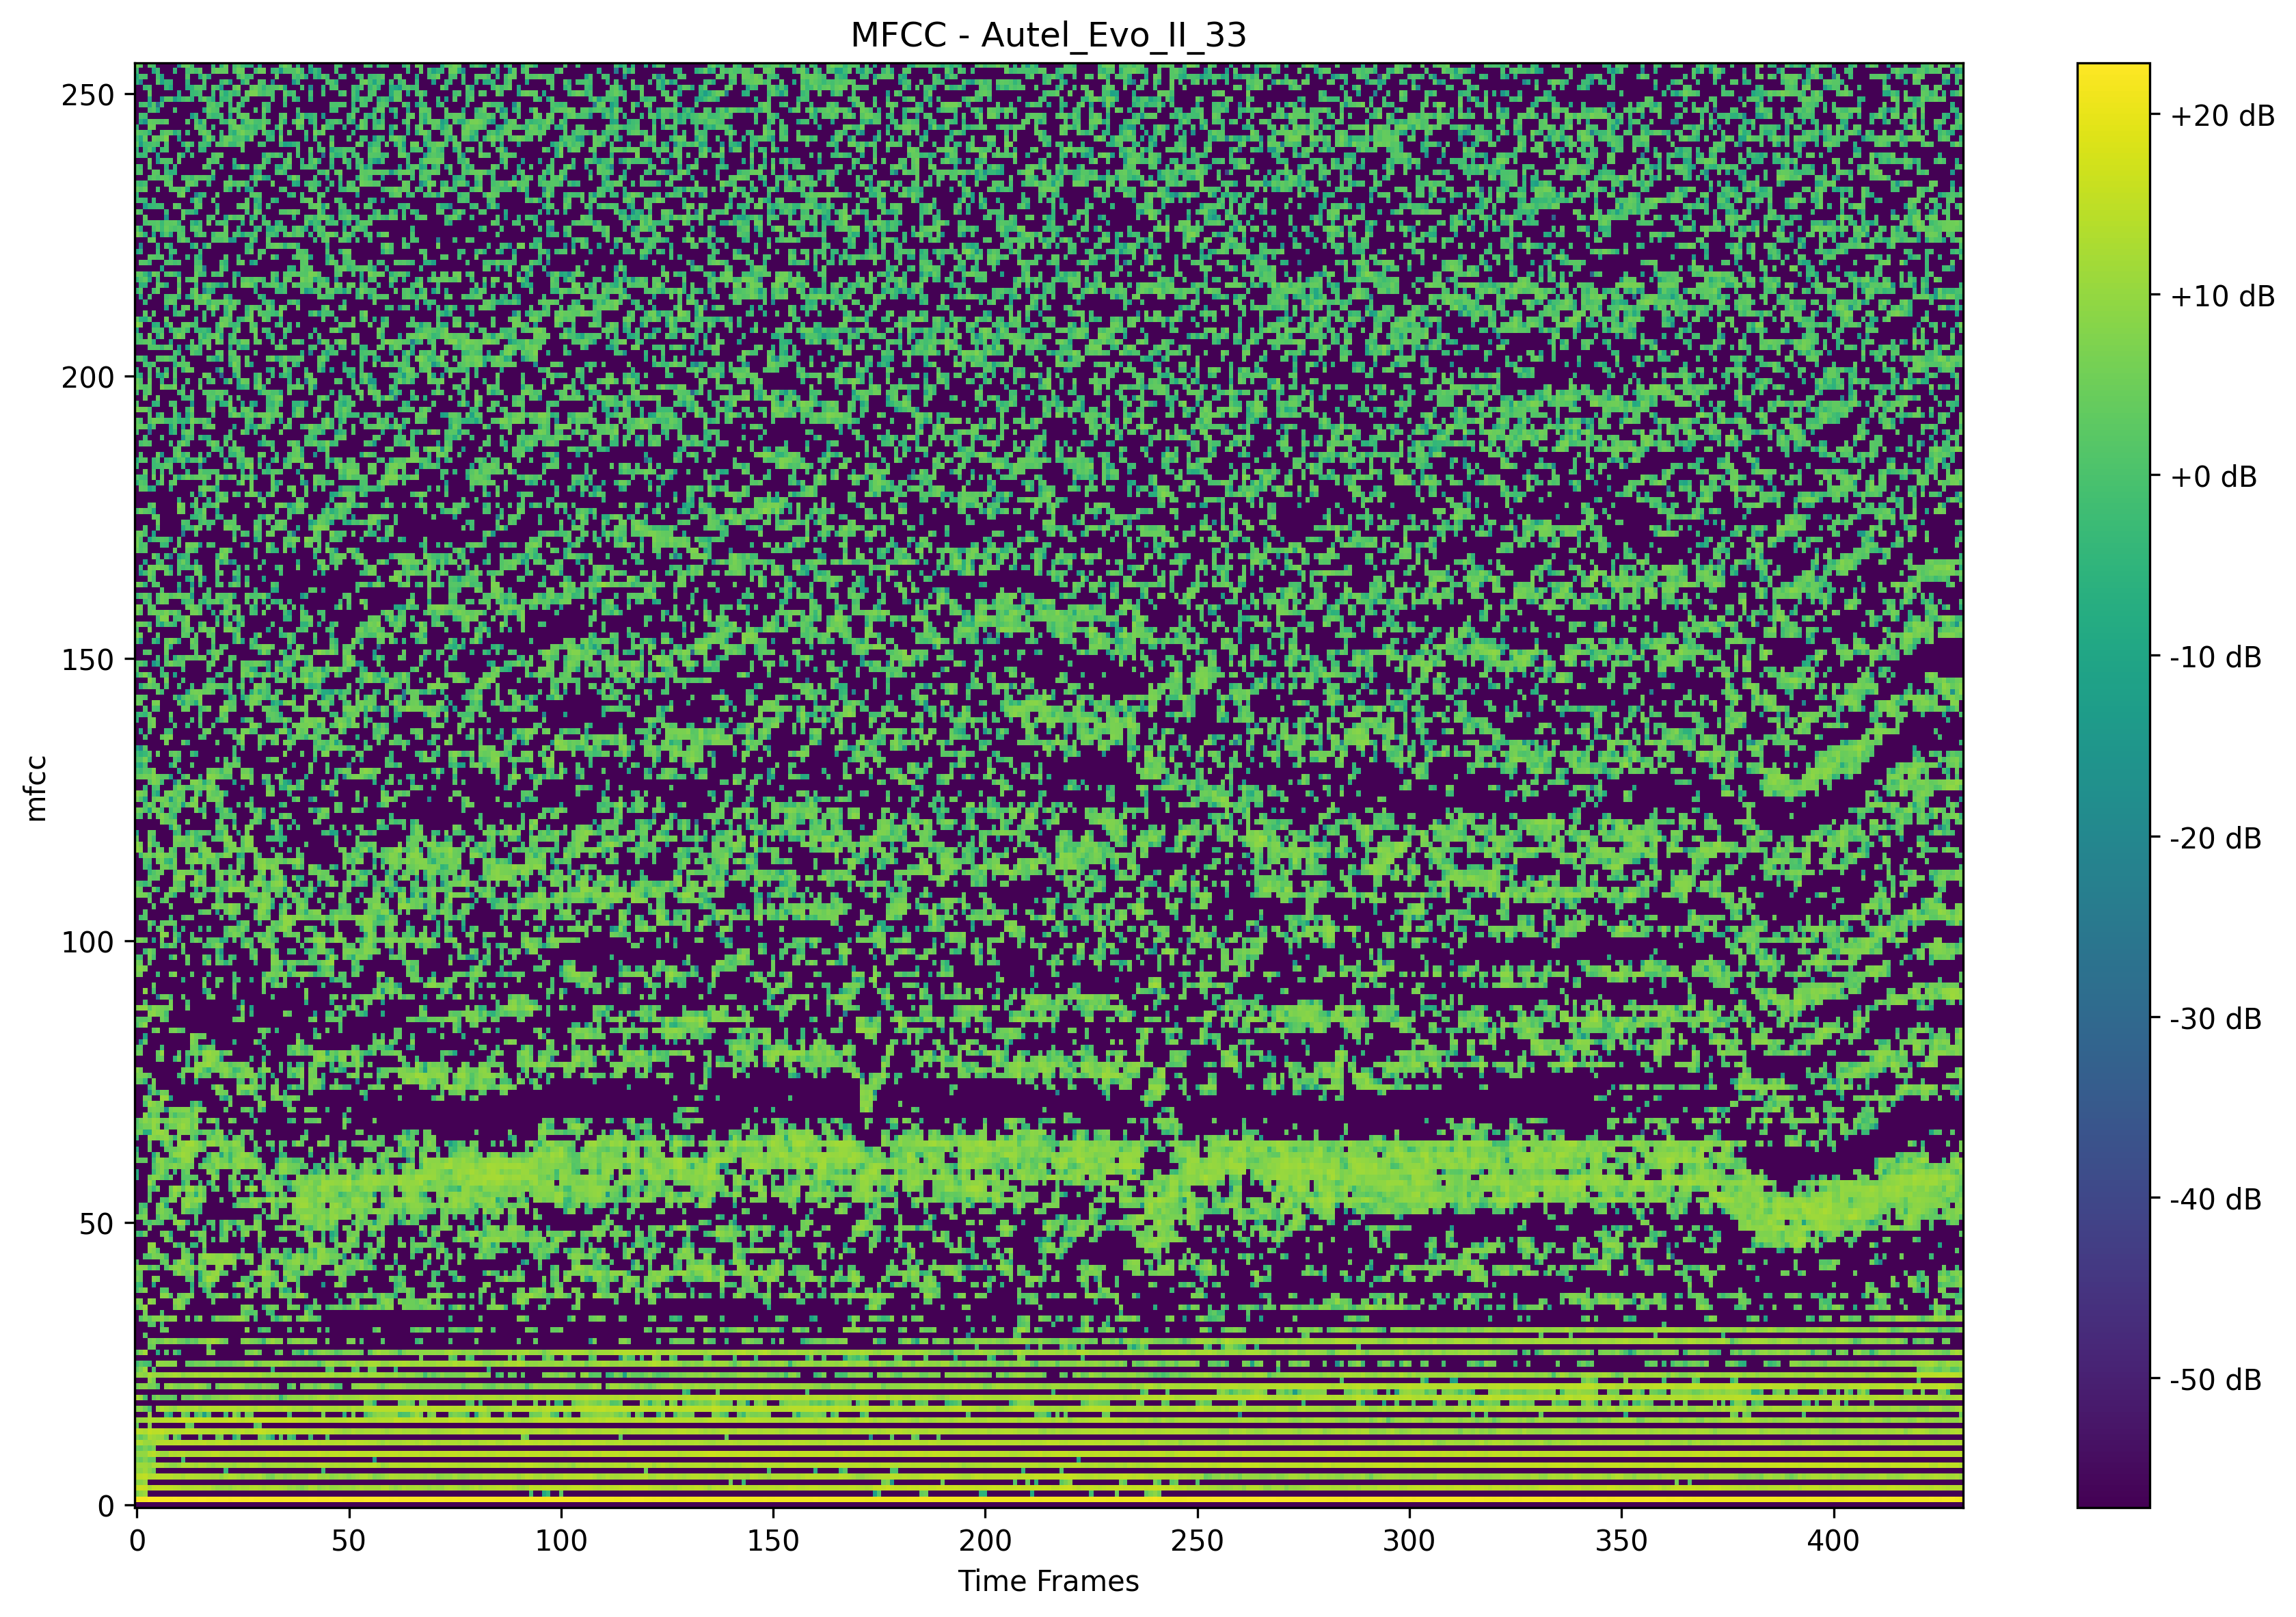 MFCC - Autel_Evo_II_33
250
200
150
100
50
0
mfcc
0 50 100 150 200 250 300 350 400
Time Frames
+20 dB
+10 dB
+0 dB
-10 dB
-20 dB
-30 dB
-40 dB
-50 dB